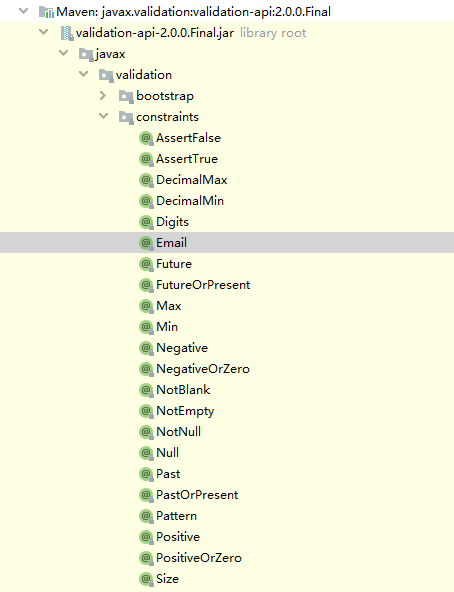 Maven: javax.validation:validation-api:2.0.0.Final
validation-api-2.0.0.Final.jar library root
javax
validation
bootstrap
constraints
AssertFalse
AssertTrue
DecimalMax
DecimalMin
Digits
Email
Future
FutureOrPresent
Max
Min
Negative
NegativeOrZero
NotBlank
NotEmpty
NotNull
Null
Past
PastOrPresent
Pattern
Positive
PositiveOrZero
Size